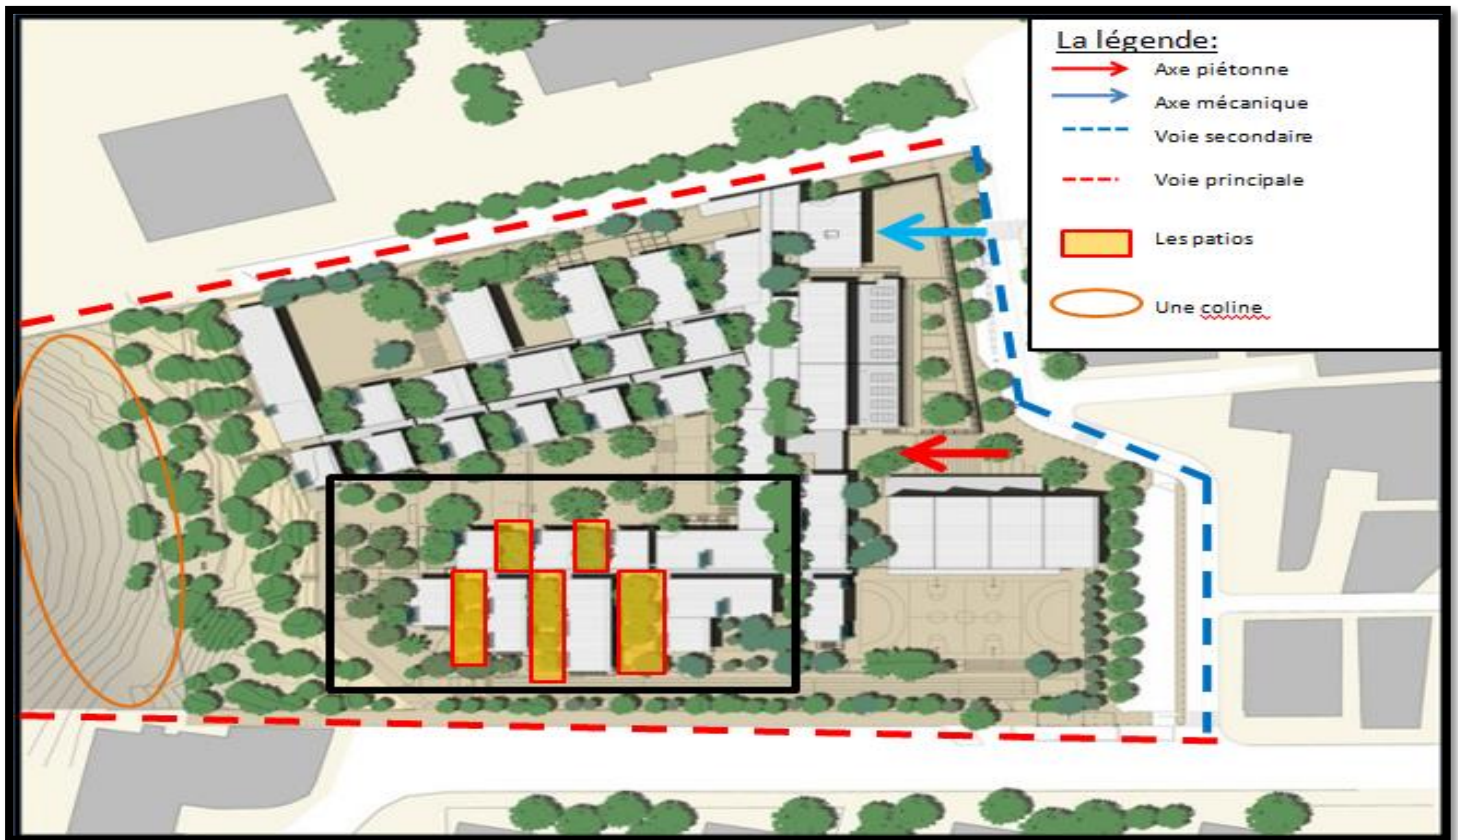 La légende:
Axe piétonne
Axe mécanique
Voie secondaire
Voie principale
Les patios
Une coline